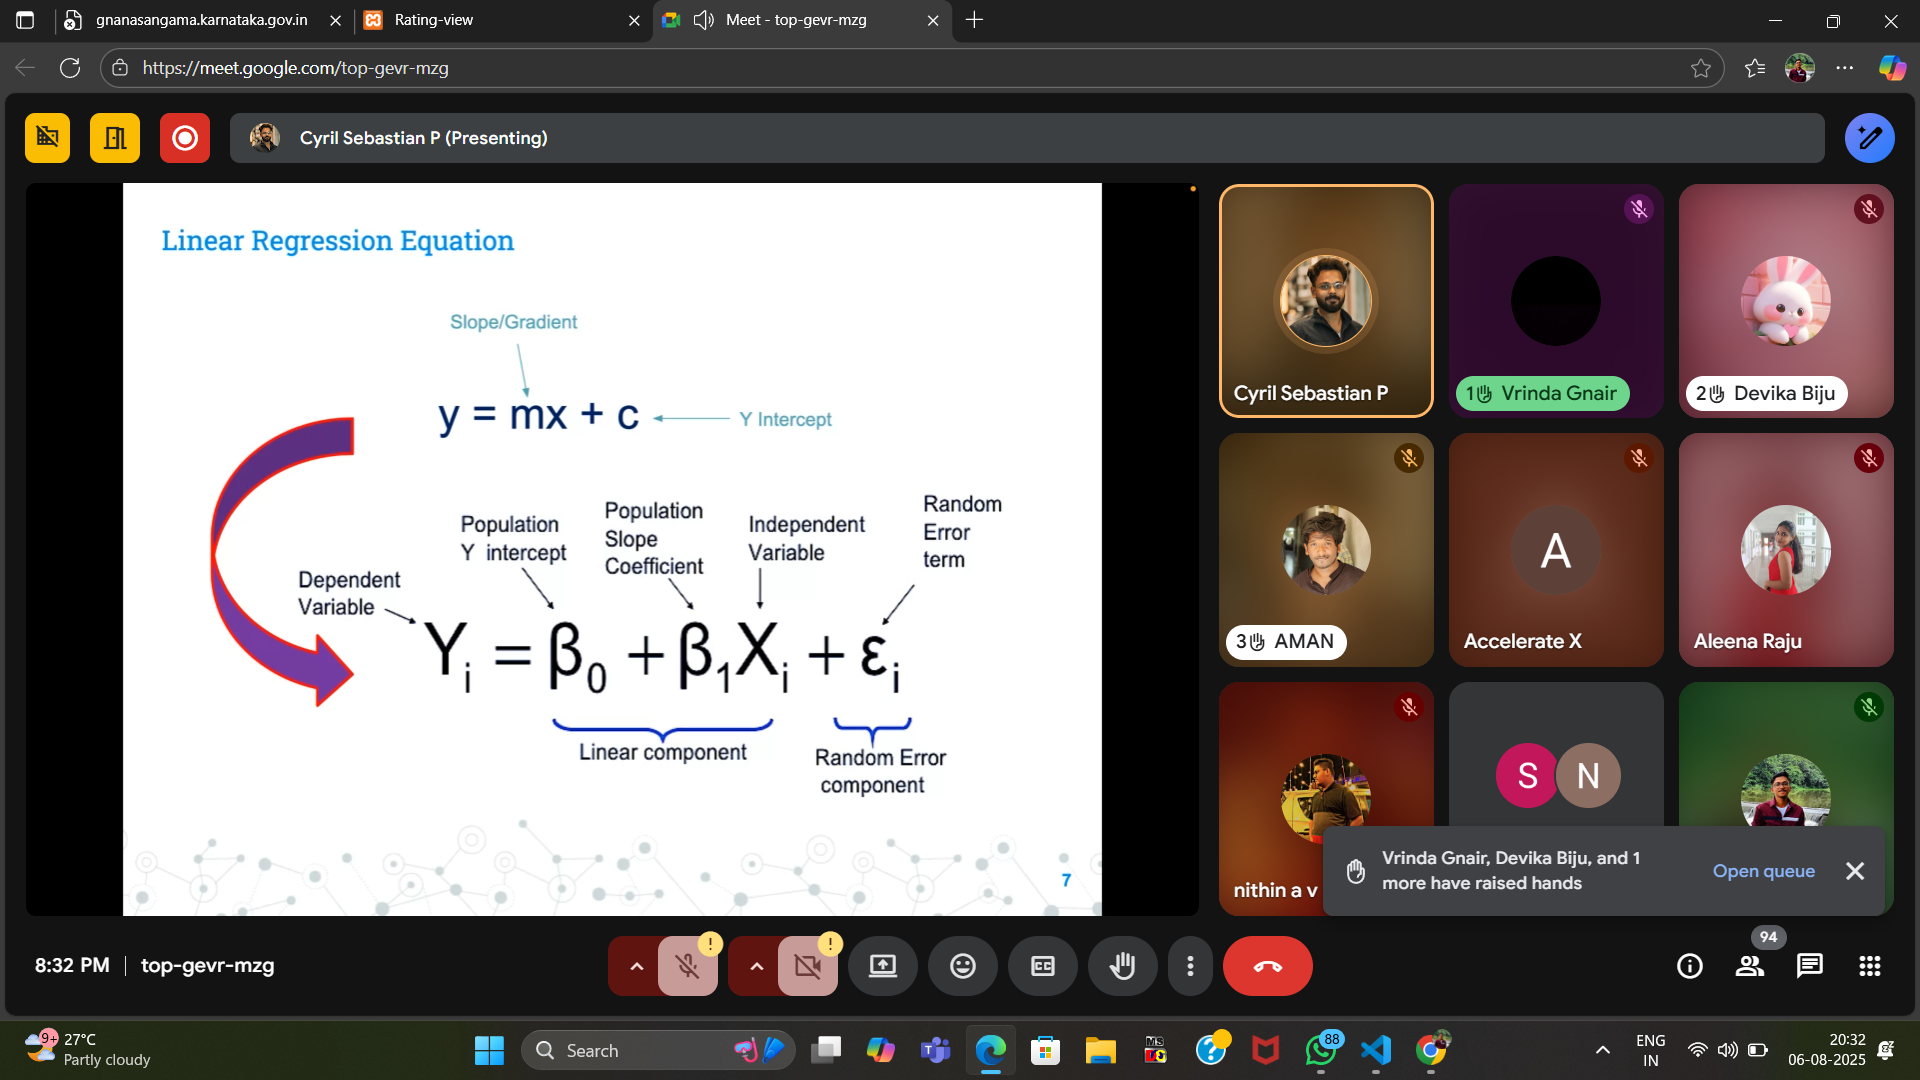 gnanasangama.karnataka.gov.in
Rating-view
Meet - top-gevr-mzg
https://meet.google.com/top-gevr-mzg
Cyril Sebastian P (Presenting)
Linear Regression Equation
Slope/Gradient
y = mx + c
Y Intercept
Population
Y intercept
Population
Slope
Coefficient
Independent
Variable
Random
Error
term
Dependent
Variable
Yi = β0 + β1Xi + εi
Linear component
Random Error
component
7
Cyril Sebastian P
1 Vrinda Gnair
2 Devika Biju
3 AMAN
A
Accelerate X
Aleena Raju
nithin a v
S
N
Vrinda Gnair, Devika Biju, and 1
more have raised hands
Open queue
8:32 PM
top-gevr-mzg
!
!
CC
94
9+
27°C
Partly cloudy
Search
MS
88
ENG
IN
20:32
06-08-2025